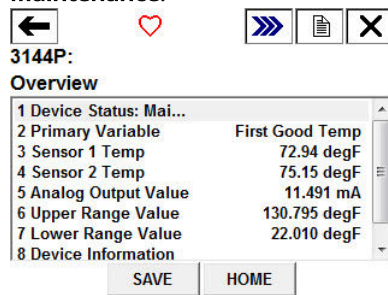 3144P:
Overview
1 Device Status: Mai...
2 Primary Variable First Good Temp
3 Sensor 1 Temp 72.94 degF
4 Sensor 2 Temp 75.15 degF
5 Analog Output Value 11.491 mA
6 Upper Range Value 130.795 degF
7 Lower Range Value 22.010 degF
8 Device Information
SAVE HOME